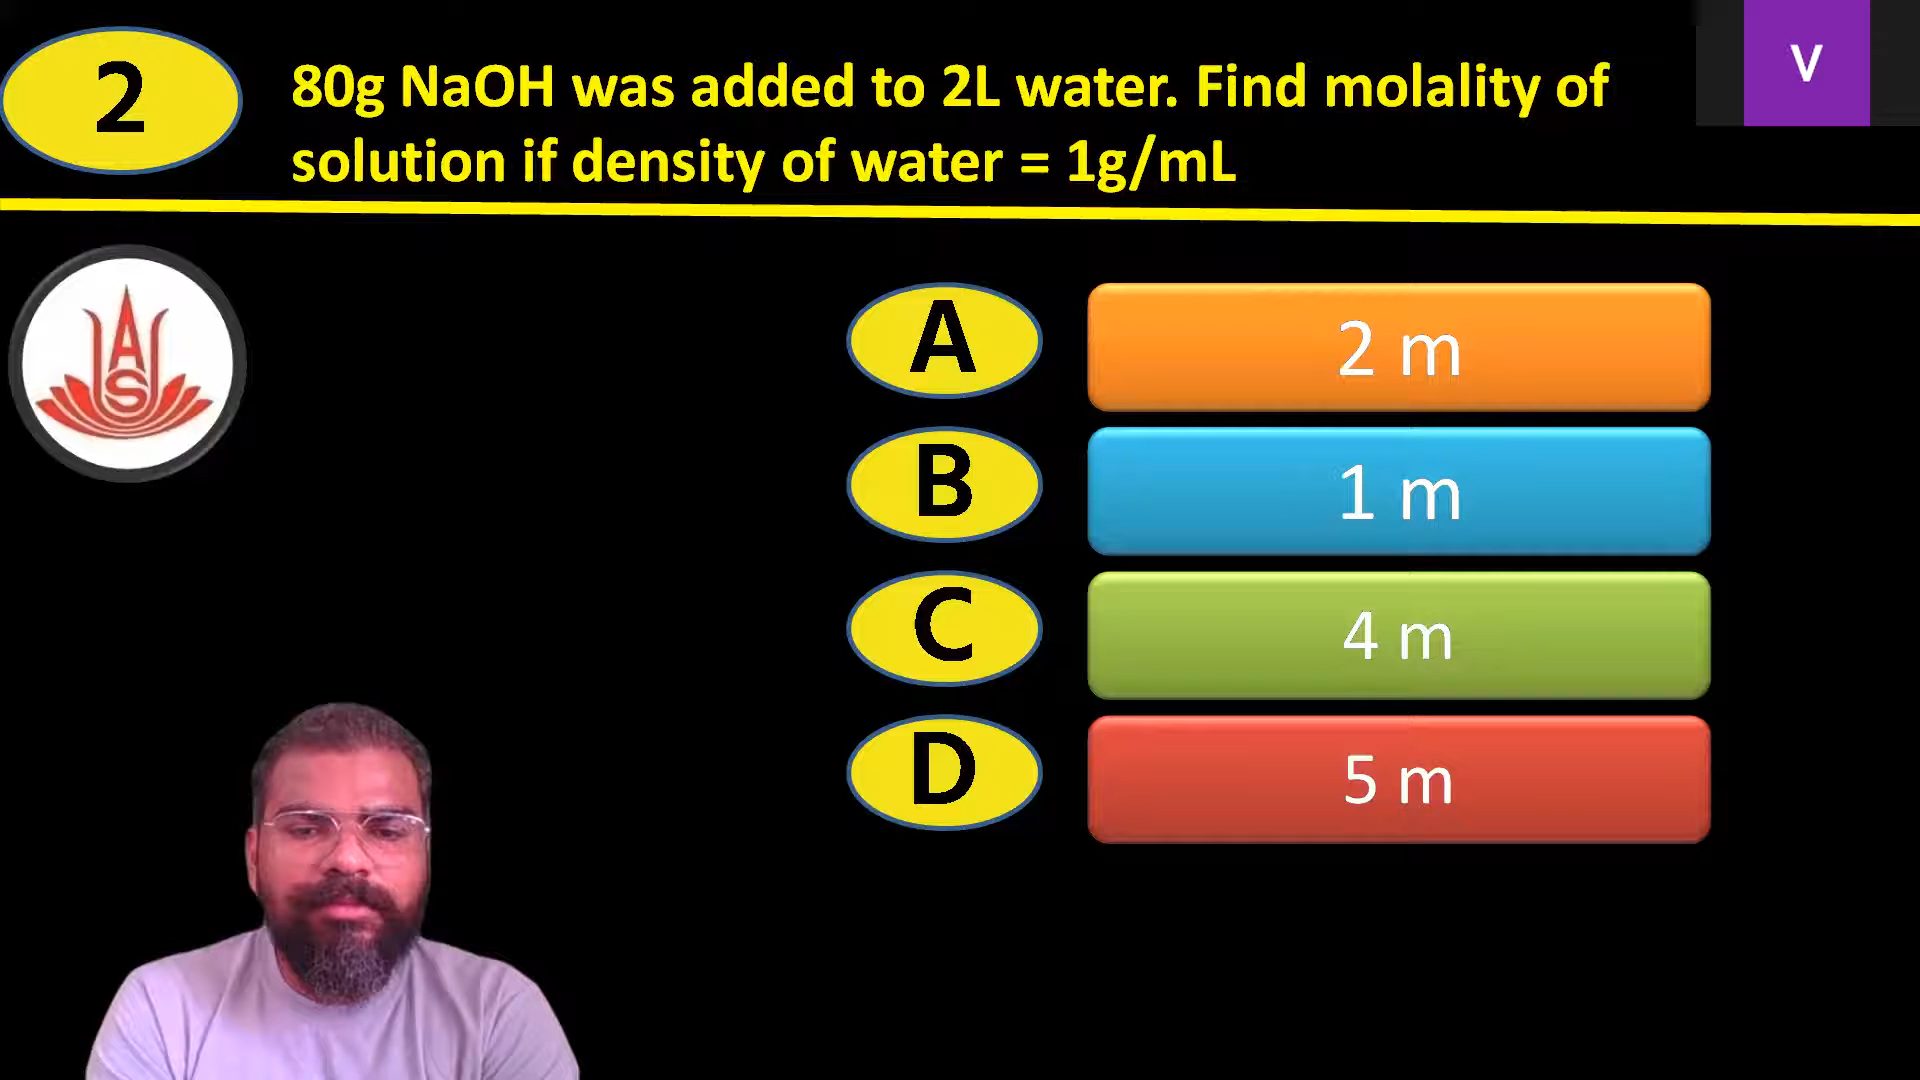 2
80g NaOH was added to 2L water. Find molality of
solution if density of water = 1g/mL
V
A
S
A
2 m
B
1 m
C
4 m
D
5 m